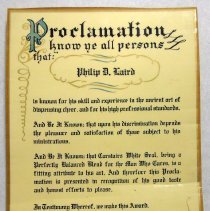 Proclamation
know ye all persons
that:
Philip D. Laird
is known for his skill and experience in the ancient art of
dispensing cheer, and for his high professional standards.
And Be It Known: that upon his discrimination depends
the pleasure and satisfaction of those subject to his
ministrations.
And Be It Known that Carstairs White Seal, being the
Perfectly Balanced Blend for the Man Who Cares, is a
fitting attribute to his art. And therefore this Procla-
mation is presented in recognition of his good taste
and honest efforts to please.
In Testimony Whereof, we make this Award.